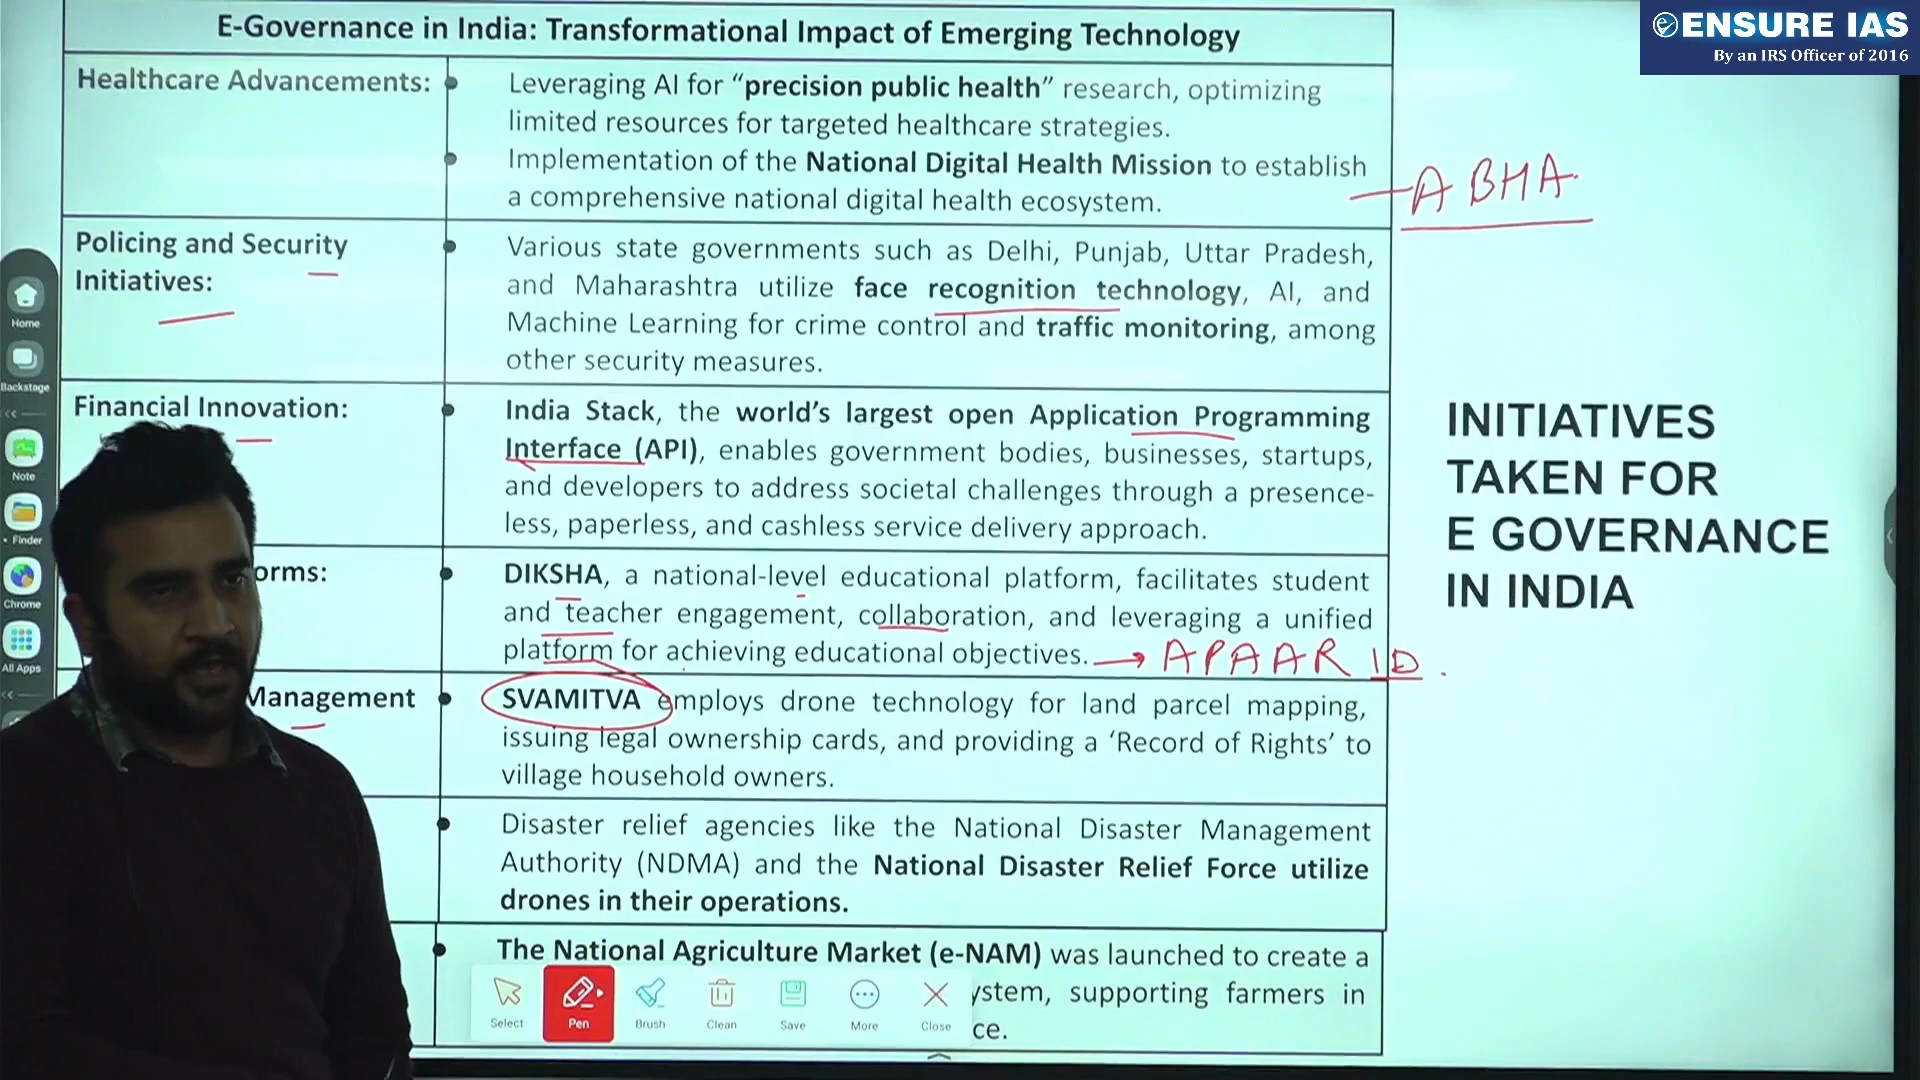 ENSURE IAS
By an IRS Officer of 2016
E-Governance in India: Transformational Impact of Emerging Technology
Healthcare Advancements:
• Leveraging AI for “precision public health” research, optimizing
limited resources for targeted healthcare strategies.
• Implementation of the National Digital Health Mission to establish
a comprehensive national digital health ecosystem.
ABHA
Policing and Security
Initiatives:
• Various state governments such as Delhi, Punjab, Uttar Pradesh,
and Maharashtra utilize face recognition technology, AI, and
Machine Learning for crime control and traffic monitoring, among
other security measures.
Financial Innovation:
• India Stack, the world’s largest open Application Programming
Interface (API), enables government bodies, businesses, startups,
and developers to address societal challenges through a presence-
less, paperless, and cashless service delivery approach.
orms:
• DIKSHA, a national-level educational platform, facilitates student
and teacher engagement, collaboration, and leveraging a unified
platform for achieving educational objectives. → APAAR ID
Management
• SVAMITVA employs drone technology for land parcel mapping,
issuing legal ownership cards, and providing a ‘Record of Rights’ to
village household owners.
• Disaster relief agencies like the National Disaster Management
Authority (NDMA) and the National Disaster Relief Force utilize
drones in their operations.
• The National Agriculture Market (e-NAM) was launched to create a
ystem, supporting farmers in
ce.
INITIATIVES
TAKEN FOR
E GOVERNANCE
IN INDIA
Home
Backstage
Note
Finder
Chrome
All Apps
Select
Pen
Brush
Clean
Save
More
Close